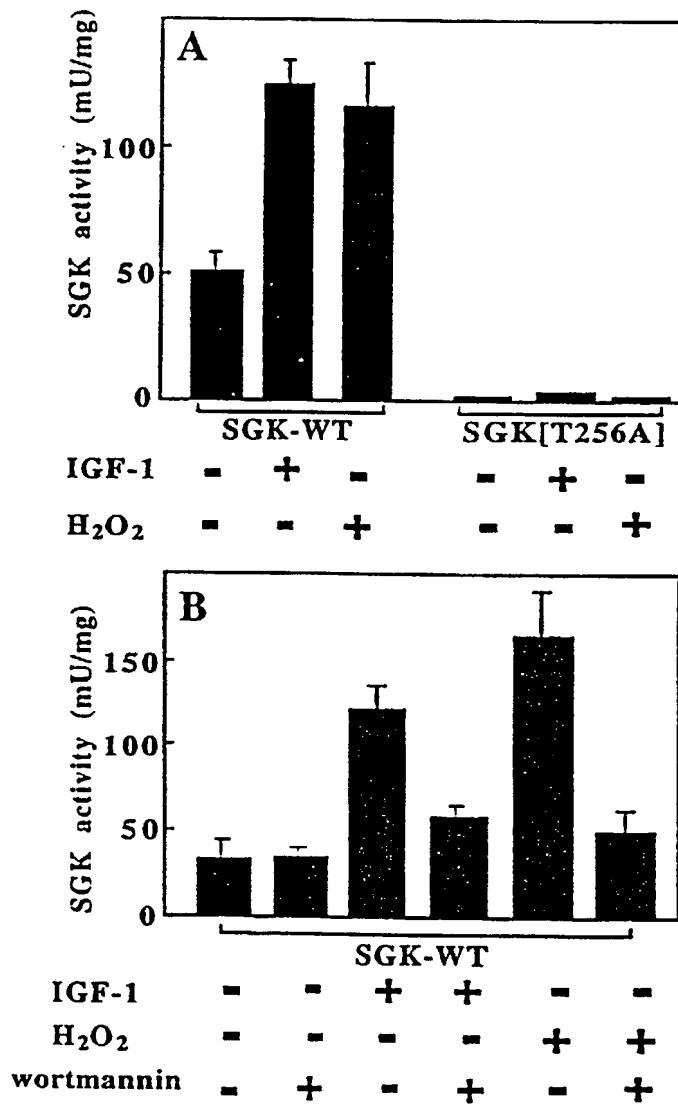 A
SGK activity (mU/mg)
100
50
0
SGK-WT SGK[T256A]
IGF-1 - + - - + -
H₂O₂ - - + - - +
B
SGK activity (mU/mg)
150
100
50
0
SGK-WT
IGF-1 - - + + - -
H₂O₂ - - - - + +
wortmannin - + - + - +